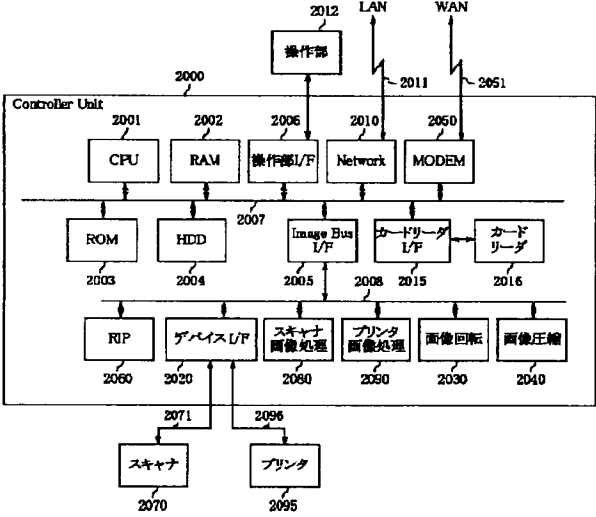 2012
LAN
WAN
操作部
2011
2051
2000
Controller Unit
2001
2002
2006
2010
2050
CPU
RAM
操作部I/F
Network
MODEM
2007
ROM
HDD
Image Bus
I/F
カードリーダ
I/F
カード
リーダ
2003
2004
2005
2015
2016
2008
RIP
デバイスI/F
スキャナ
画像処理
プリンタ
画像処理
画像回転
画像圧縮
2060
2020
2080
2090
2030
2040
2071
2096
スキャナ
プリンタ
2070
2095